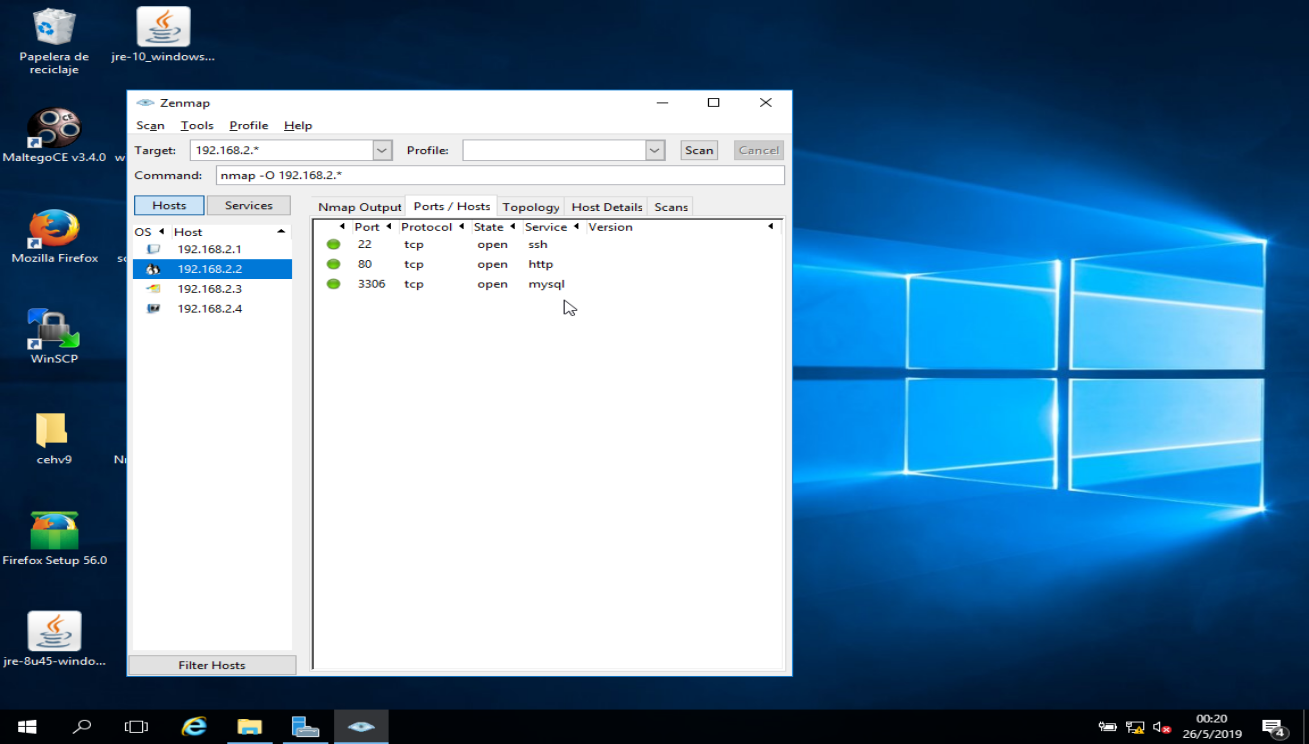 Papelera de
reciclaje
jre-10_windows...
MaltegoCE v3.4.0
w
Mozilla Firefox
sc
WinSCP
cehv9
Firefox Setup 56.0
jre-8u45-windo...
Zenmap
Scan Tools Profile Help
Target: 192.168.2.* Profile: Scan Cancel
Command: nmap -O 192.168.2.*
Hosts Services Nmap Output Ports / Hosts Topology Host Details Scans
OS Host
192.168.2.1
192.168.2.2
192.168.2.3
192.168.2.4
Filter Hosts
Port Protocol State Service Version
22 tcp open ssh
80 tcp open http
3306 tcp open mysql
00:20
26/5/2019
4